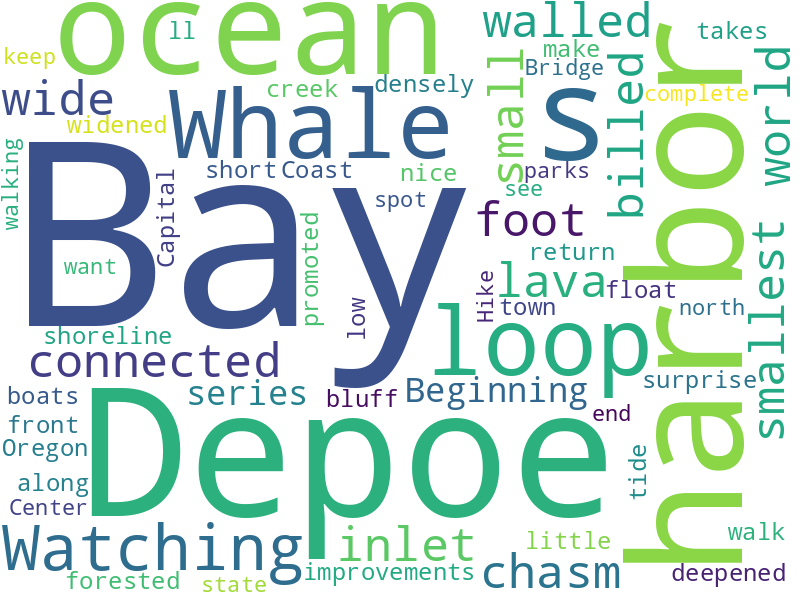 ocean
ll
keep
walled
takes
make
Bridge
wide
Whale
creek
densely
s
small
billed
complete
harbor
world
widened
walking
Bay
short
Coast
nice
parks
spot
see
Capital
promoted
foot
want
return
lava
float
Hike
town
north
low
smallest
shoreline
loop
connected
surprise
boats
series
bluff
Beginning
end
front
Oregon
Depoe
along
Center
tide
Watching
inlet
little
walk
chasm
improvements
deepened
forested
state